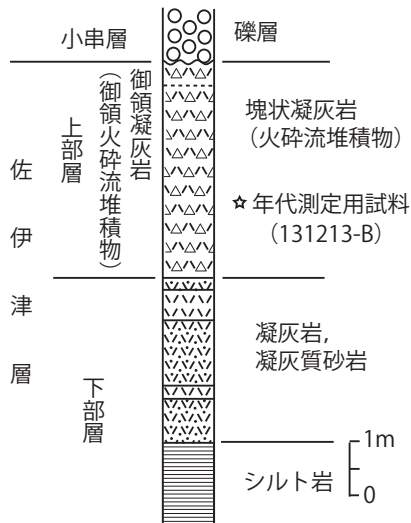 小串層
礫層
佐伊津層
上部層
御領凝灰岩
(御領火砕流堆積物)
塊状凝灰岩
(火砕流堆積物)
☆年代測定用試料
(131213-B)
下部層
凝灰岩,
凝灰質砂岩
シルト岩
1m
0